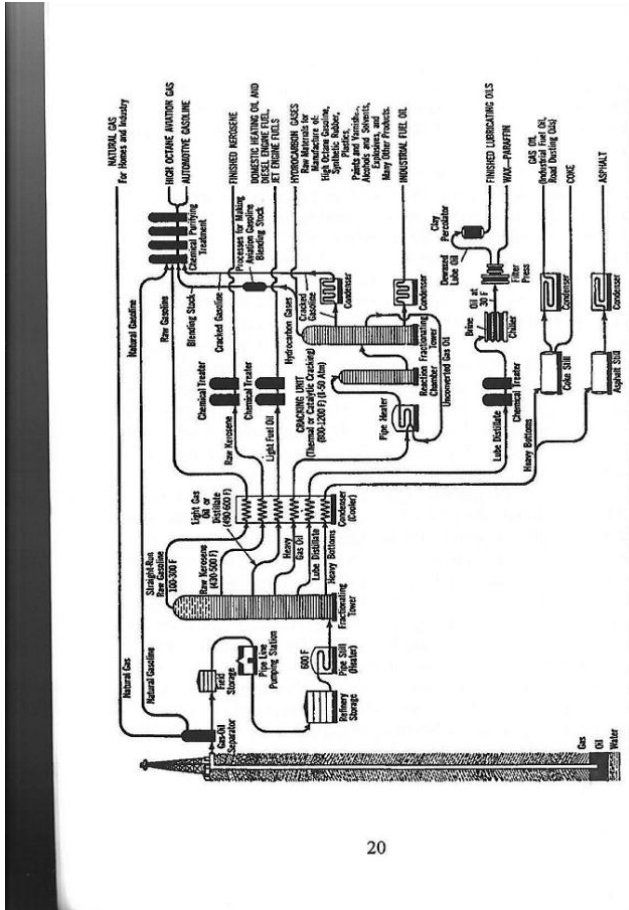 NATURAL GAS
For Homes and Industry
HIGH OCTANE AVIATION GAS
AUTOMOTIVE GASOLINE
FINISHED KEROSENE
DOMESTIC HEATING OIL AND
DIESEL ENGINE FUEL,
JET ENGINE FUELS
HYDROCARBON GASES
Raw Materials for
Manufacture of:
High Octane Gasoline,
Synthetic Rubber,
Plastics,
Paints and Varnish
Alcohols and Solvents,
Explosives, and
Many Other Products.
INDUSTRIAL FUEL OIL
FINISHED LUBRICATING OILS
WAX—PARAFFIN
GAS OIL
(Industrial Fuel Oil,
Road Dusting Oils)
COKE
ASPHALT
Natural Gas
Natural Gasoline
Natural Gasoline
Raw Gasoline
Blending Stock
Cracked Gasoline
Chemical Purifying
Treatment
Processes for Making
Aviation Gasoline
Blending Stock
Hydrocarbon Gases
Cracked
Gasoline
Condenser
Condenser
Chemical Treater
Raw Kerosene
Chemical Treater
Light Fuel Oil
CRACKING UNIT
(Thermal or Catalytic Cracking)
(800-1200 F) (1-50 Atm)
Pipe Heater
Reaction
Chamber
Fractionating
Tower
Unconverted Gas Oil
Clay
Percolator
Dewaxed
Lube Oil
Oil at
30 F
Filter
Press
Brine
Chiller
Chemical Treater
Lube Distillate
Heavy Bottoms
Condenser
Coke Still
Condenser
Asphalt Still
Straight-Run
Raw Gasoline
100-300 F
Raw Kerosene
(430-500 F)
Light Gas
Oil or
Distillate
(490-600 F)
Heavy
Gas Oil
Lube Distillate
Heavy Bottoms
Condenser
(Cooler)
Fractionating
Tower
Gas-Oil
Separator
Field
Storage
Pipe Line
Pumping Station
Refinery
Storage
600 F
Pipe Still
(Heater)
Gas
Oil
Water
20